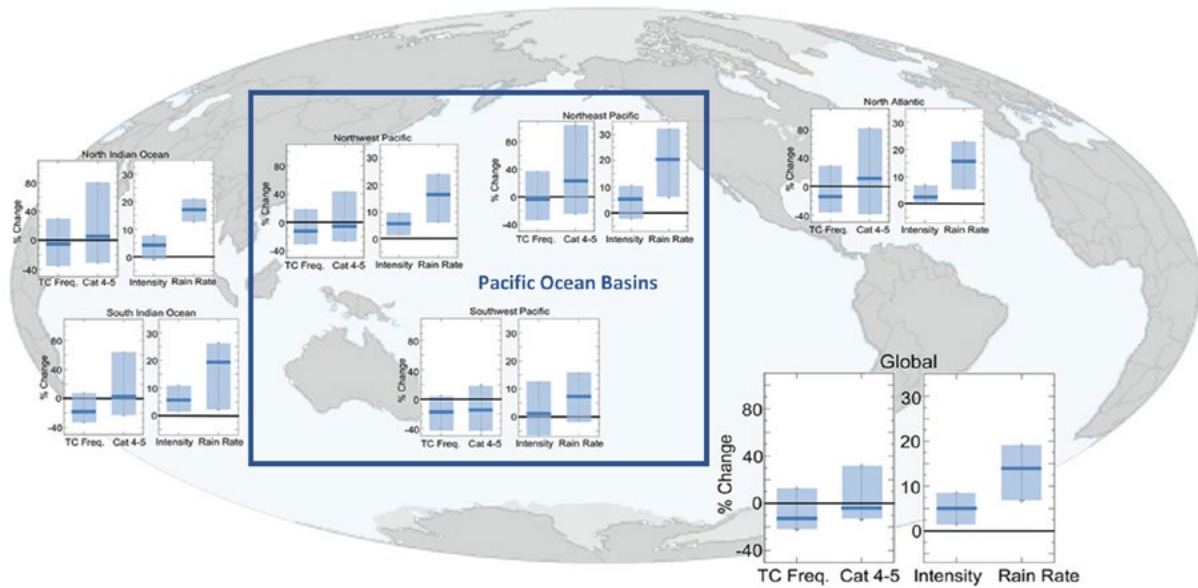 North Indian Ocean
% Change
80
40
0
-40
30
20
10
0
TC Freq. Cat 4-5 Intensity Rain Rate
Northwest Pacific
% Change
80
40
0
-40
30
20
10
0
TC Freq. Cat 4-5 Intensity Rain Rate
Northeast Pacific
% Change
80
40
0
-40
30
20
10
0
TC Freq. Cat 4-5 Intensity Rain Rate
North Atlantic
% Change
80
40
0
-40
30
20
10
0
TC Freq. Cat 4-5 Intensity Rain Rate
Pacific Ocean Basins
South Indian Ocean
% Change
80
40
0
-40
30
20
10
0
TC Freq. Cat 4-5 Intensity Rain Rate
Southwest Pacific
% Change
80
40
0
-40
30
20
10
0
TC Freq. Cat 4-5 Intensity Rain Rate
Global
% Change
80
40
0
-40
30
20
10
0
TC Freq. Cat 4-5 Intensity Rain Rate